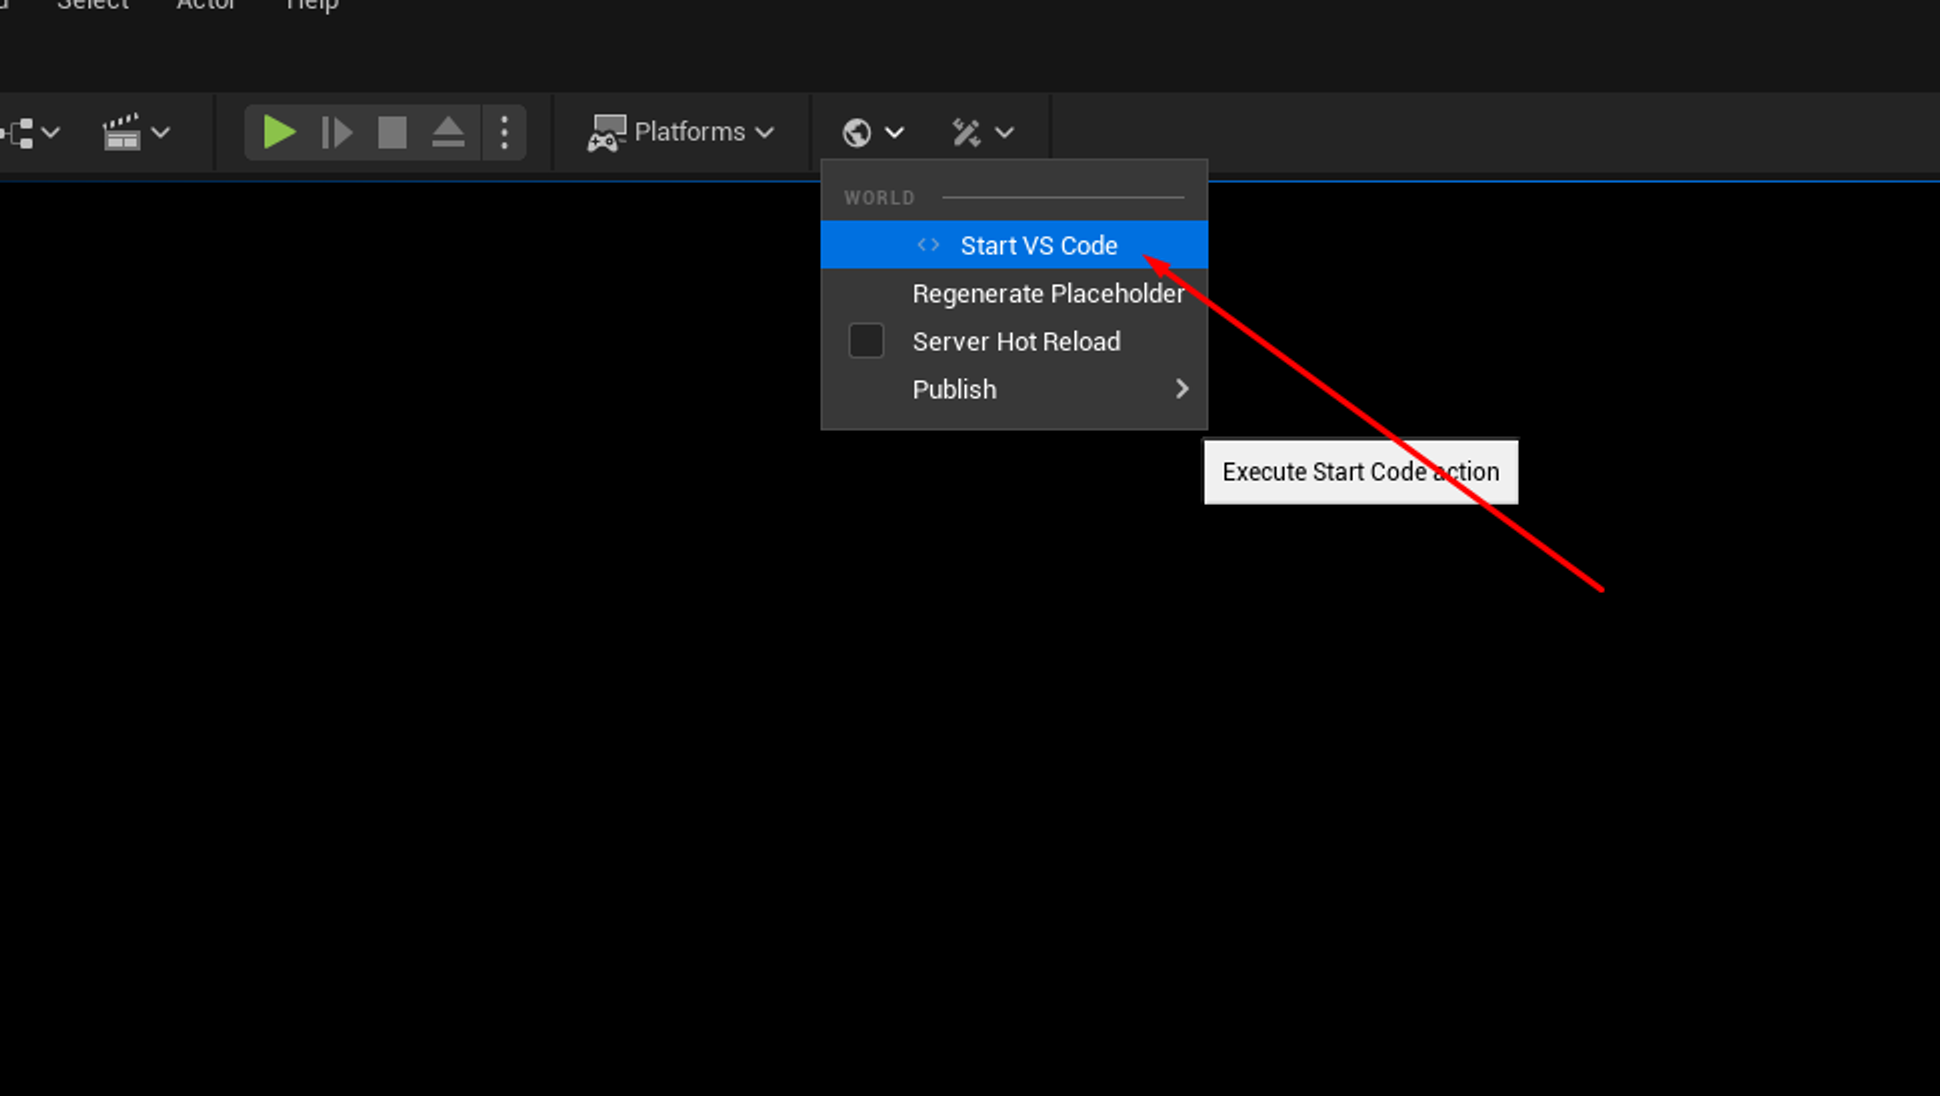 Select Actor Help
Platforms
WORLD
Start VS Code
Regenerate Placeholder
Server Hot Reload
Publish
Execute Start Code action